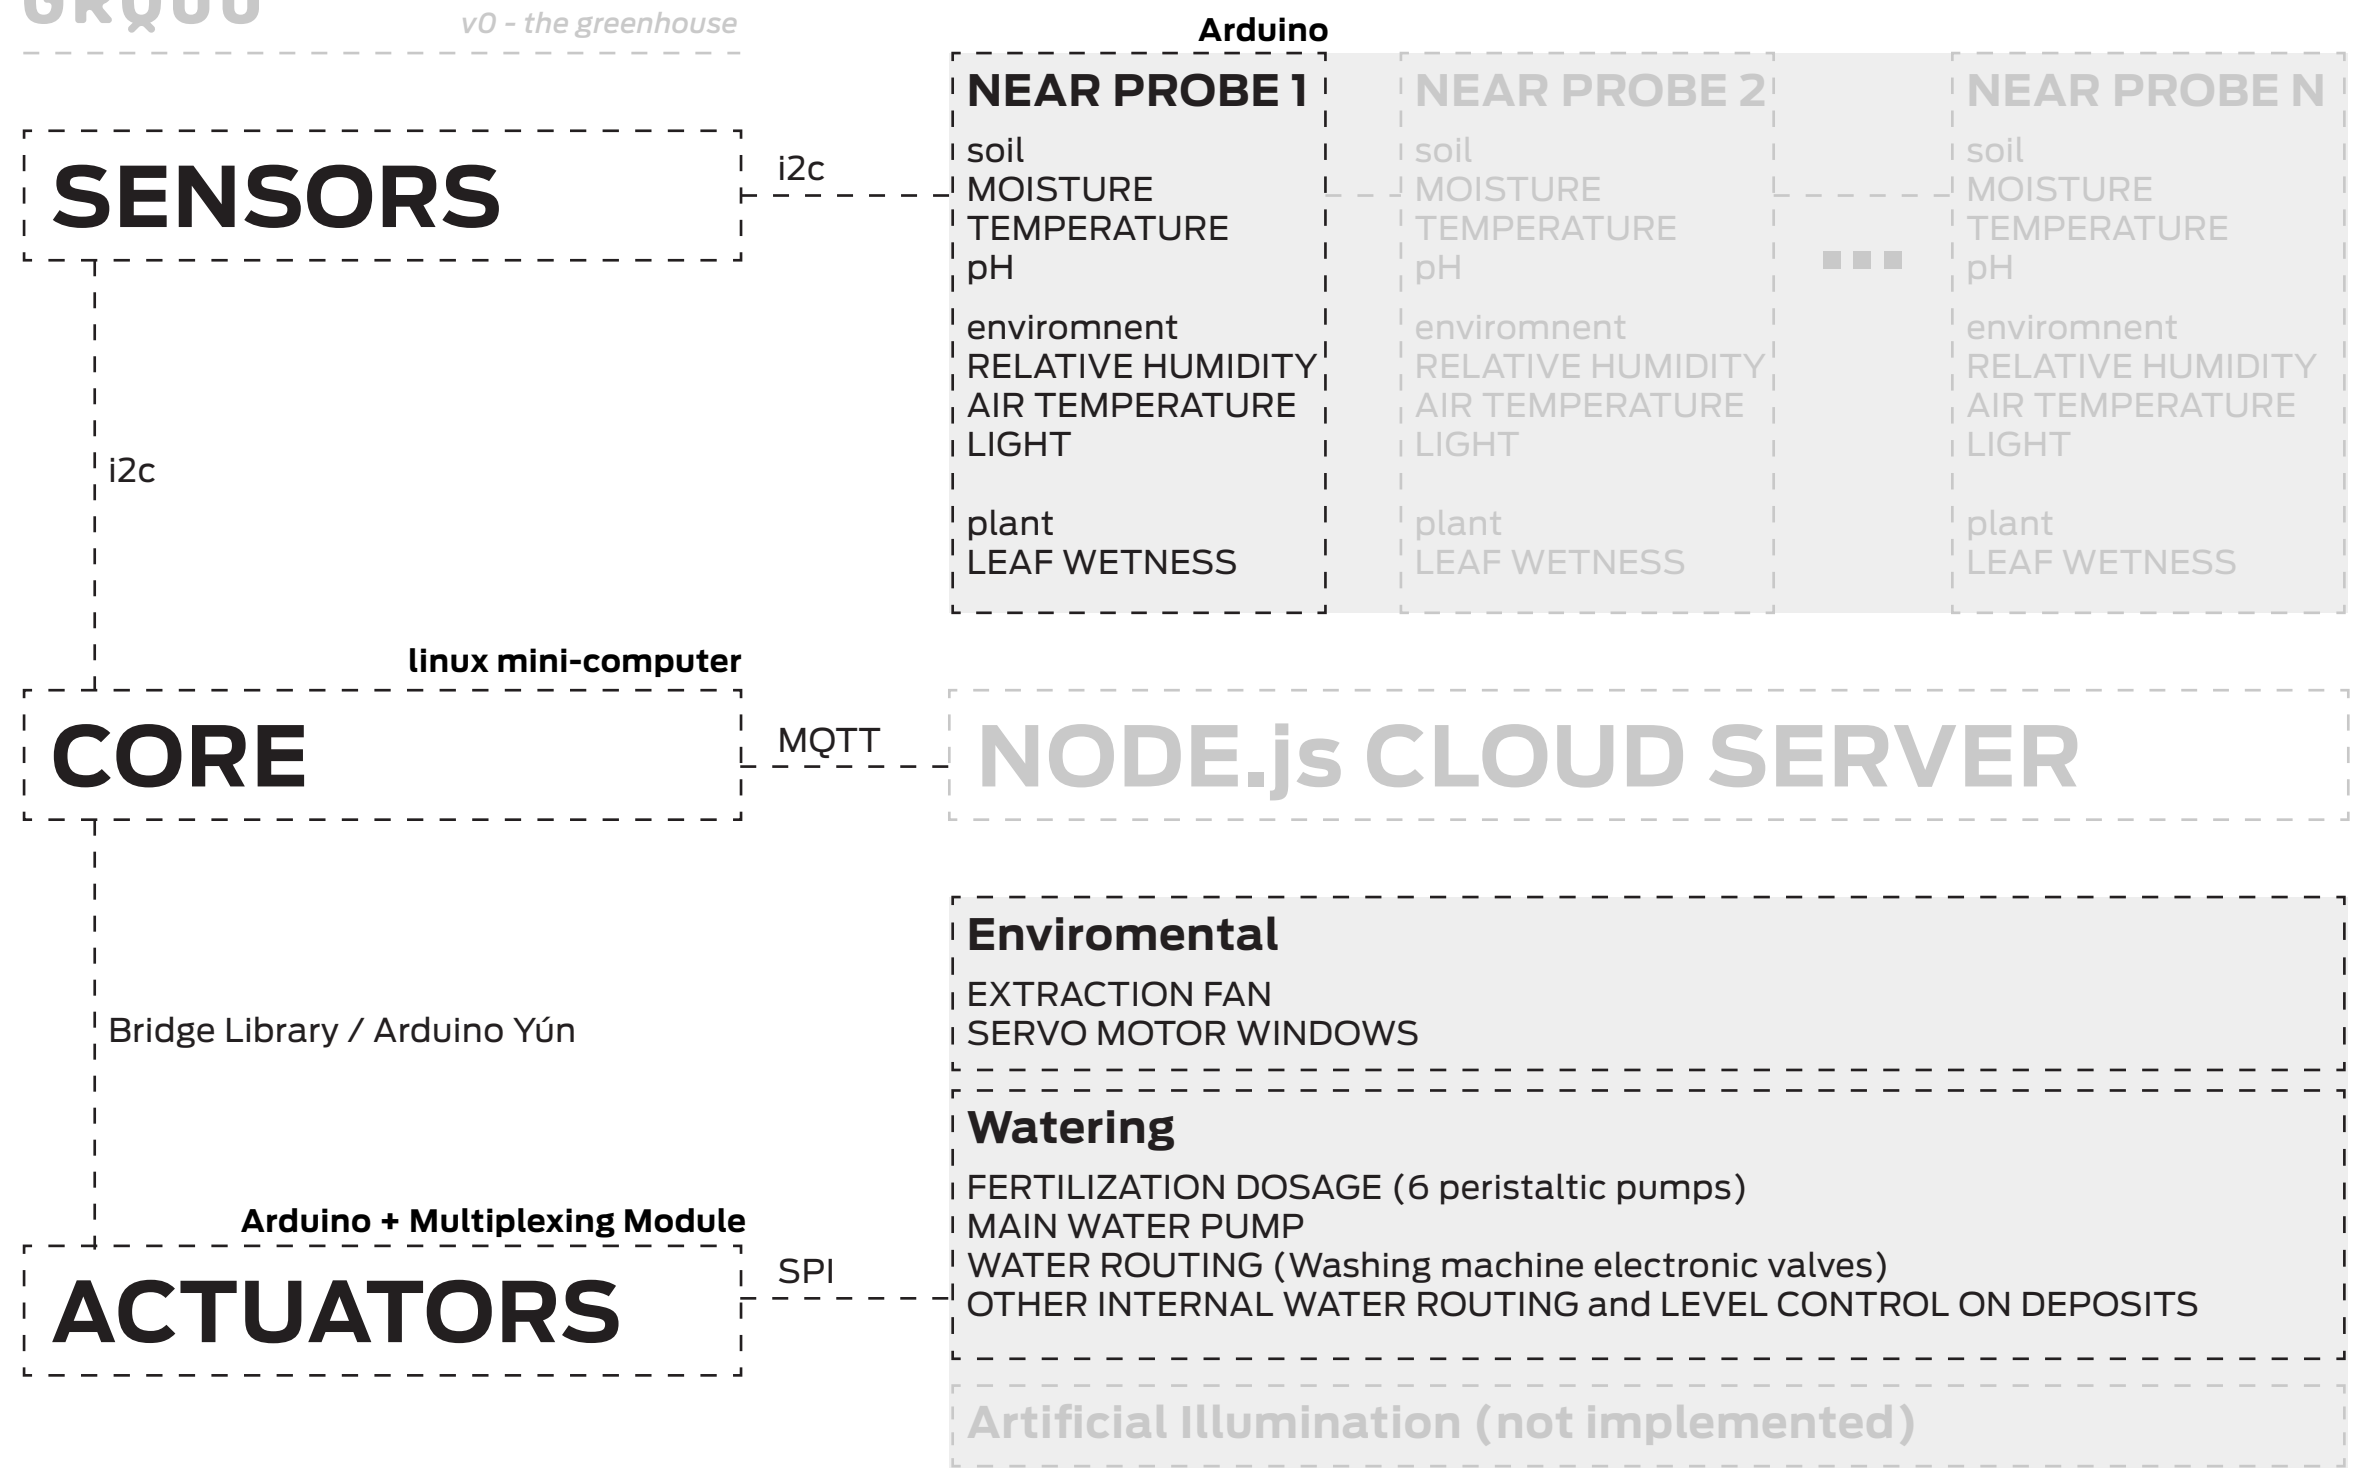 GRQUU
v0 - the greenhouse
SENSORS
i2c
Arduino
NEAR PROBE 1
soil
MOISTURE
TEMPERATURE
pH
enviromnent
RELATIVE HUMIDITY
AIR TEMPERATURE
LIGHT
plant
LEAF WETNESS
NEAR PROBE 2
soil
MOISTURE
TEMPERATURE
pH
enviromnent
RELATIVE HUMIDITY
AIR TEMPERATURE
LIGHT
plant
LEAF WETNESS
NEAR PROBE N
soil
MOISTURE
TEMPERATURE
pH
enviromnent
RELATIVE HUMIDITY
AIR TEMPERATURE
LIGHT
plant
LEAF WETNESS
i2c
linux mini-computer
CORE
MQTT
NODE.js CLOUD SERVER
Bridge Library / Arduino Yún
Arduino + Multiplexing Module
ACTUATORS
SPI
Enviromental
EXTRACTION FAN
SERVO MOTOR WINDOWS
Watering
FERTILIZATION DOSAGE (6 peristaltic pumps)
MAIN WATER PUMP
WATER ROUTING (Washing machine electronic valves)
OTHER INTERNAL WATER ROUTING and LEVEL CONTROL ON DEPOSITS
Artificial Illumination (not implemented)